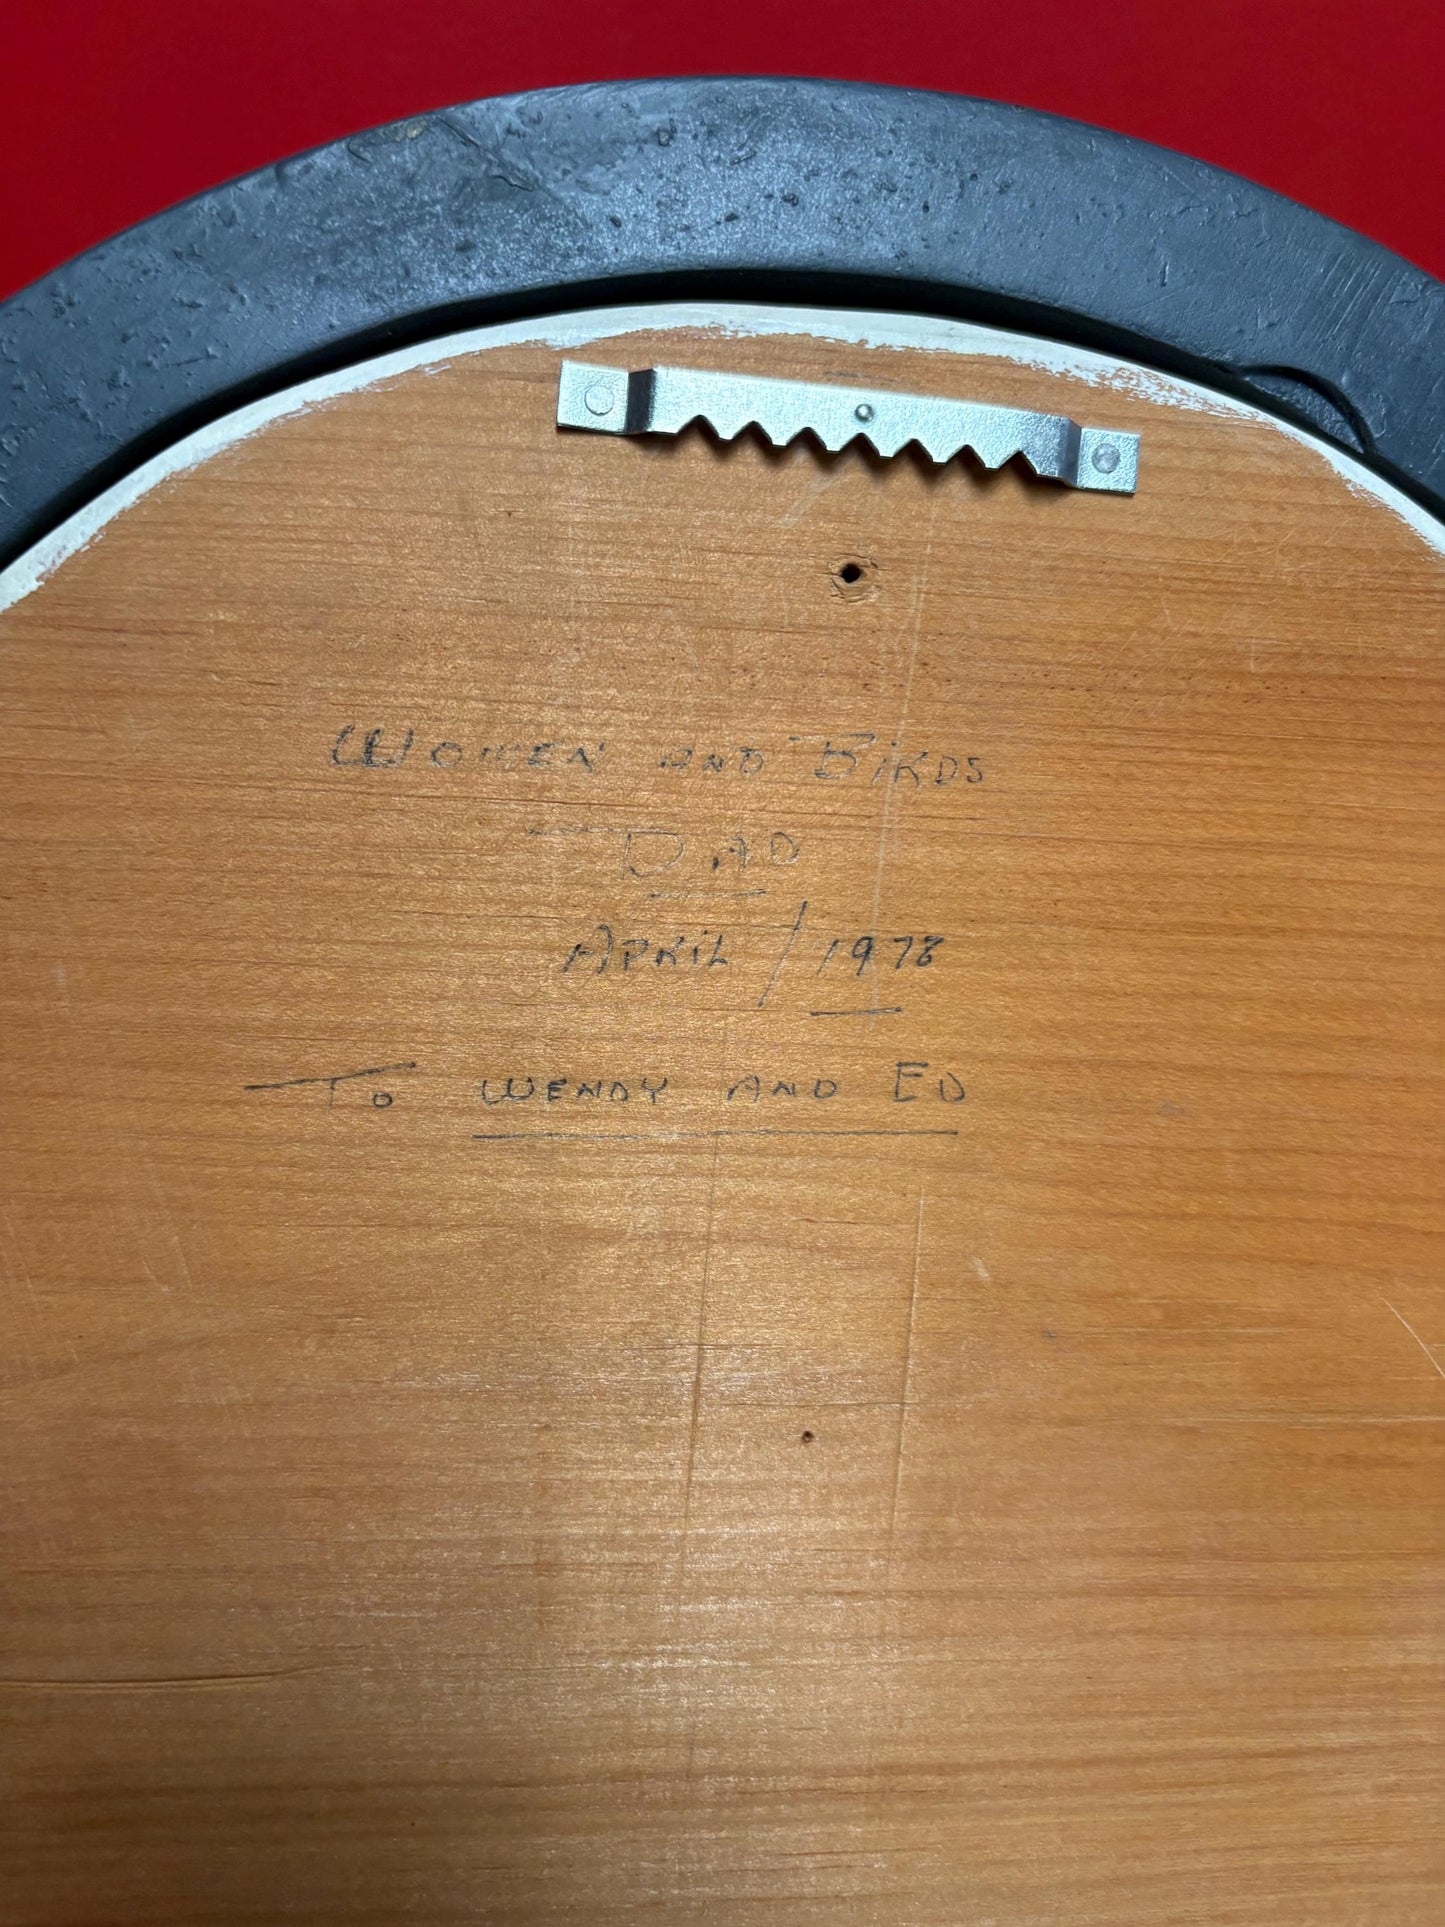 WOMEN AND BIRDS
DAD
APRIL / 1978
TO WENDY AND ED